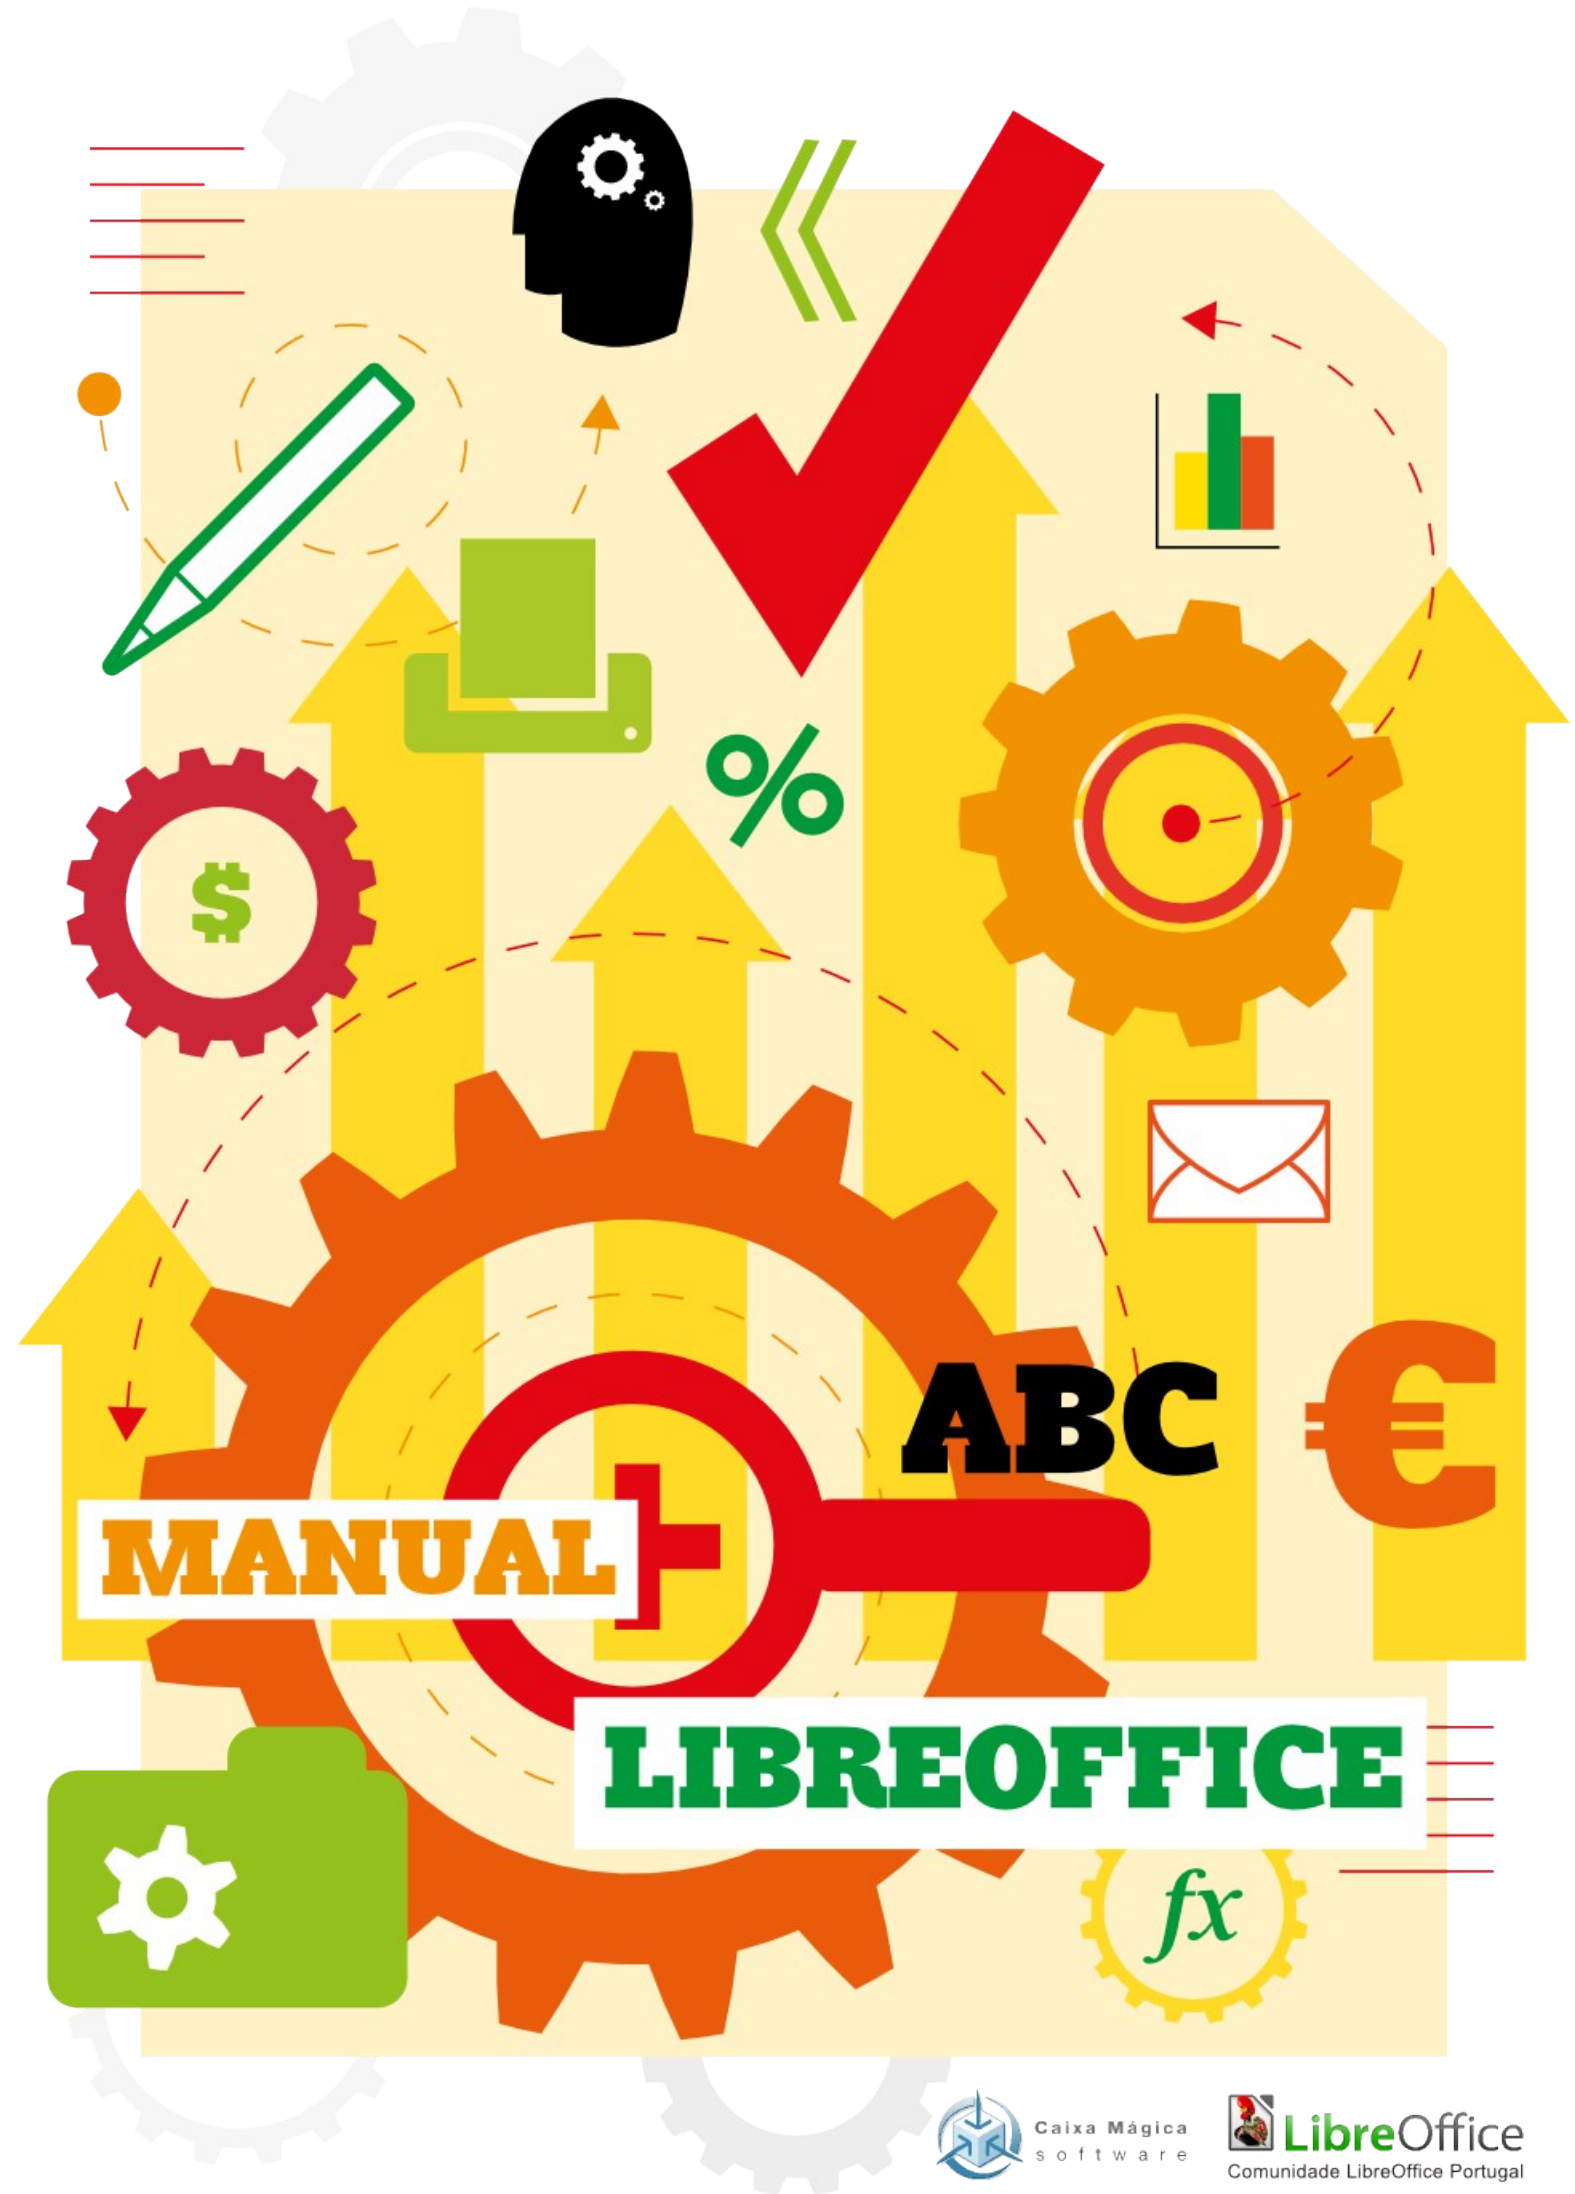 %
$
ABC
€
MANUAL
LIBREOFFICE
fx
Caixa Mágica
software
LibreOffice
Comunidade LibreOffice Portugal